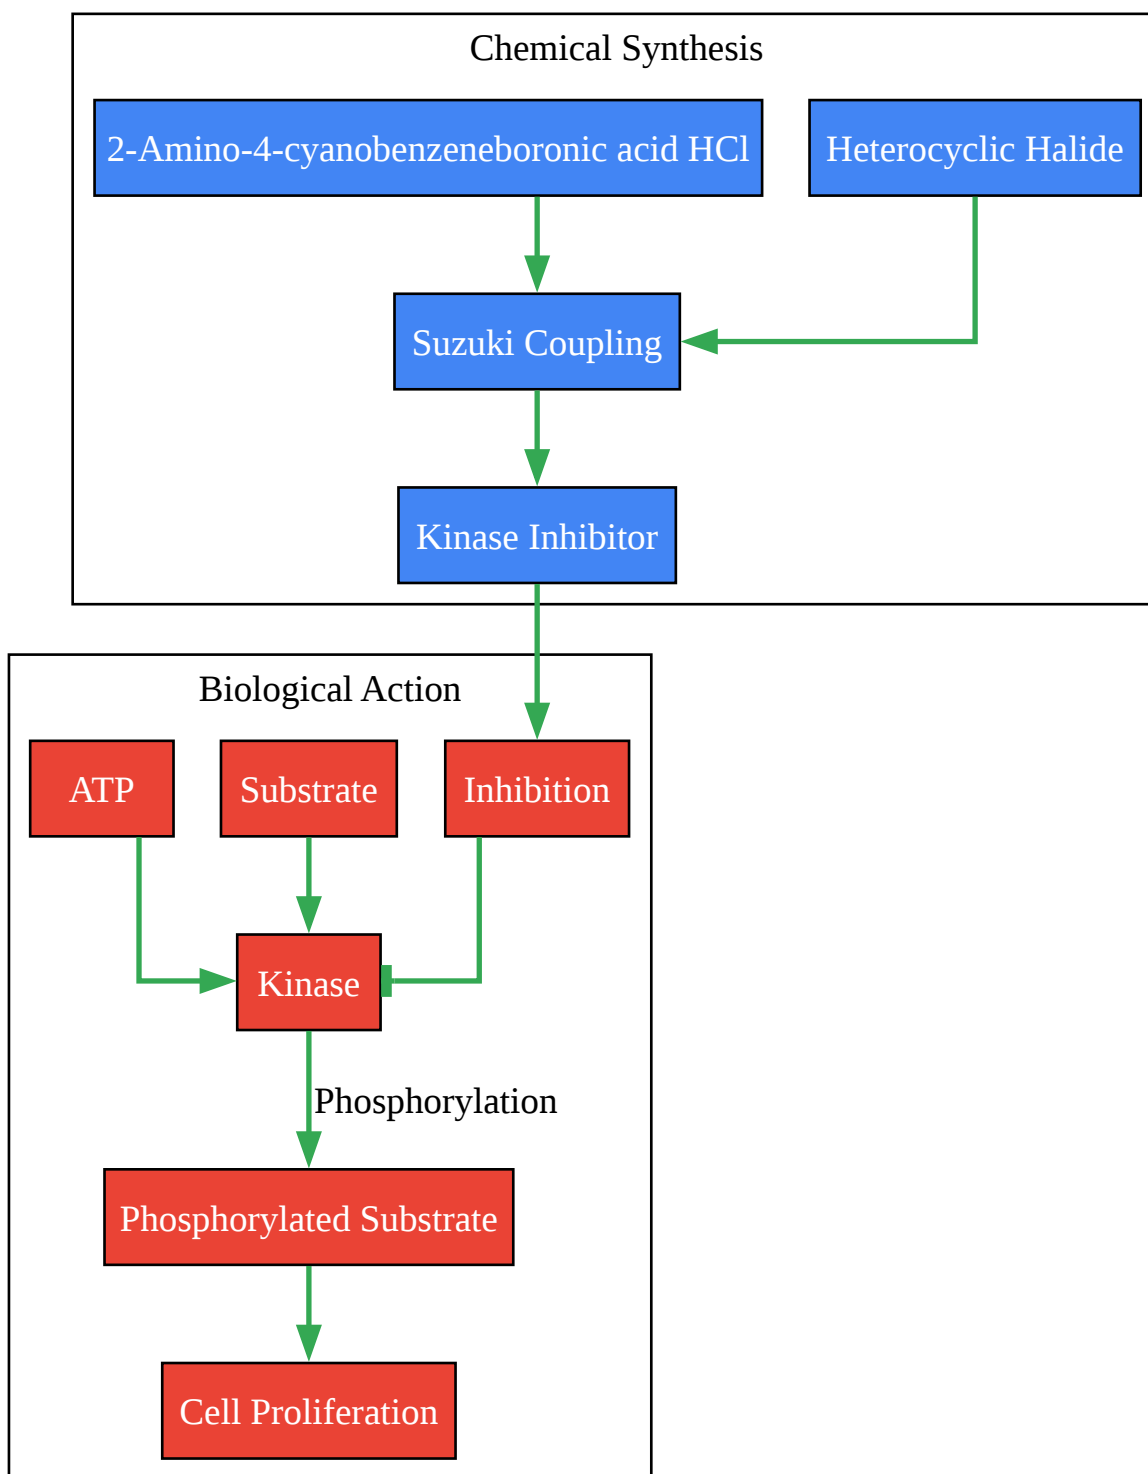 Chemical Synthesis
2-Amino-4-cyanobenzeneboronic acid HCl
Heterocyclic Halide
Suzuki Coupling
Kinase Inhibitor
Biological Action
ATP
Substrate
Inhibition
Kinase
Phosphorylation
Phosphorylated Substrate
Cell Proliferation